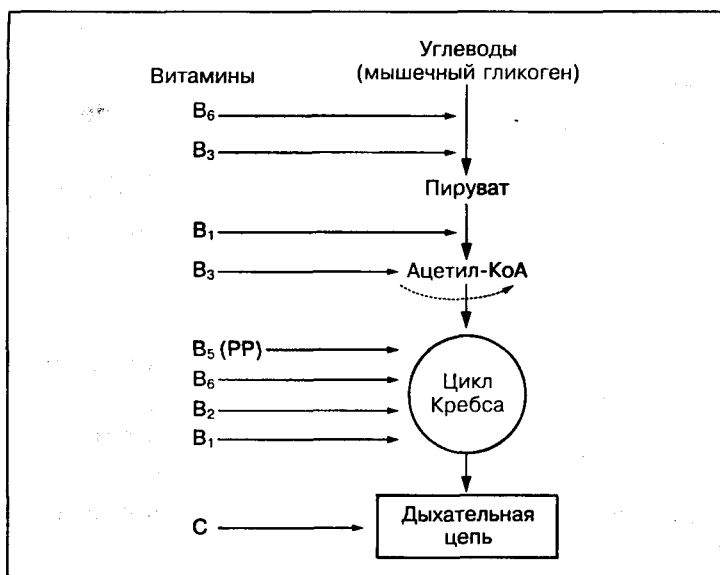 Углеводы
(мышечный гликоген)
Витамины
B₆
B₃
Пируват
B₁
B₃
Ацетил-КоА
B₅ (PP)
B₆
B₂
B₁
Цикл
Кребса
C
Дыхательная
цепь